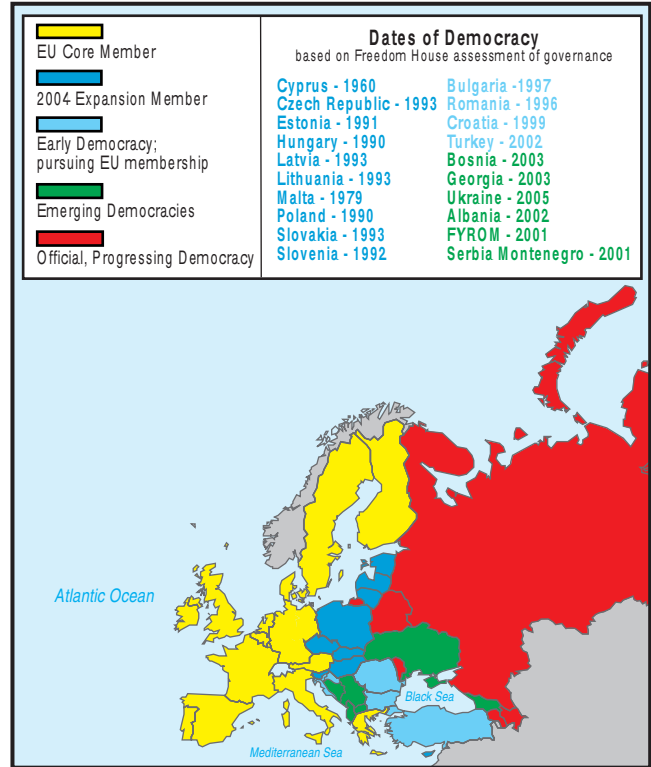 EU Core Member
2004 Expansion Member
Early Democracy;
pursuing EU membership
Emerging Democracies
Official, Progressing Democracy
Dates of Democracy
based on Freedom House assessment of governance
Cyprus - 1960
Czech Republic - 1993
Estonia - 1991
Hungary - 1990
Latvia - 1993
Lithuania - 1993
Malta - 1979
Poland - 1990
Slovakia - 1993
Slovenia - 1992
Bulgaria -1997
Romania - 1996
Croatia - 1999
Turkey - 2002
Bosnia - 2003
Georgia - 2003
Ukraine - 2005
Albania - 2002
FYROM - 2001
Serbia Montenegro - 2001
Atlantic Ocean
Black Sea
Mediterranean Sea